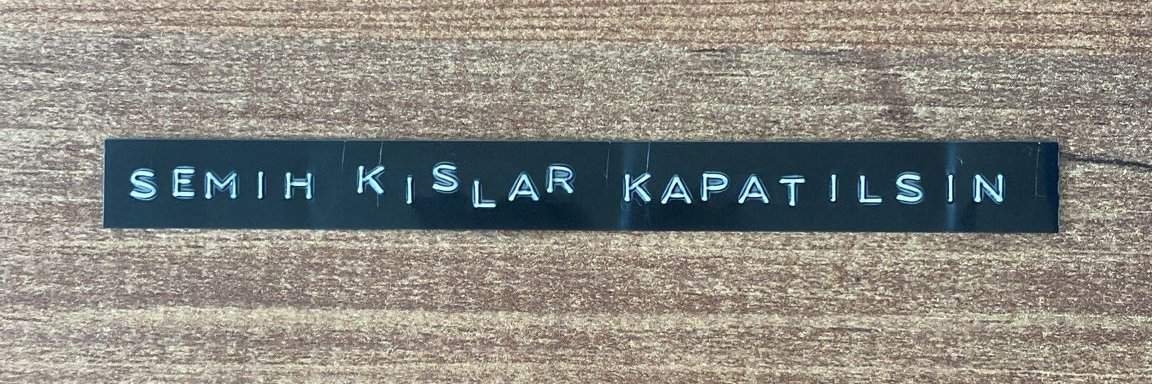 SEMIH KISLAR KAPATILSIN